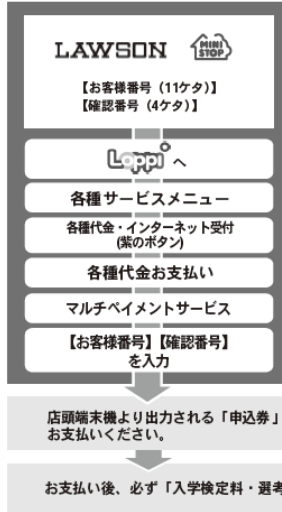 LAWSON MINI STOP
【お客様番号（11ケタ）】
【確認番号（4ケタ）】
Loppiへ
各種サービスメニュー
各種代金・インターネット受付
(紫のボタン)
各種代金お支払い
マルチペイメントサービス
【お客様番号】【確認番号】
を入力
店頭端末機より出力される「申込券」
お支払いください。
お支払い後、必ず「入学検定料・選考